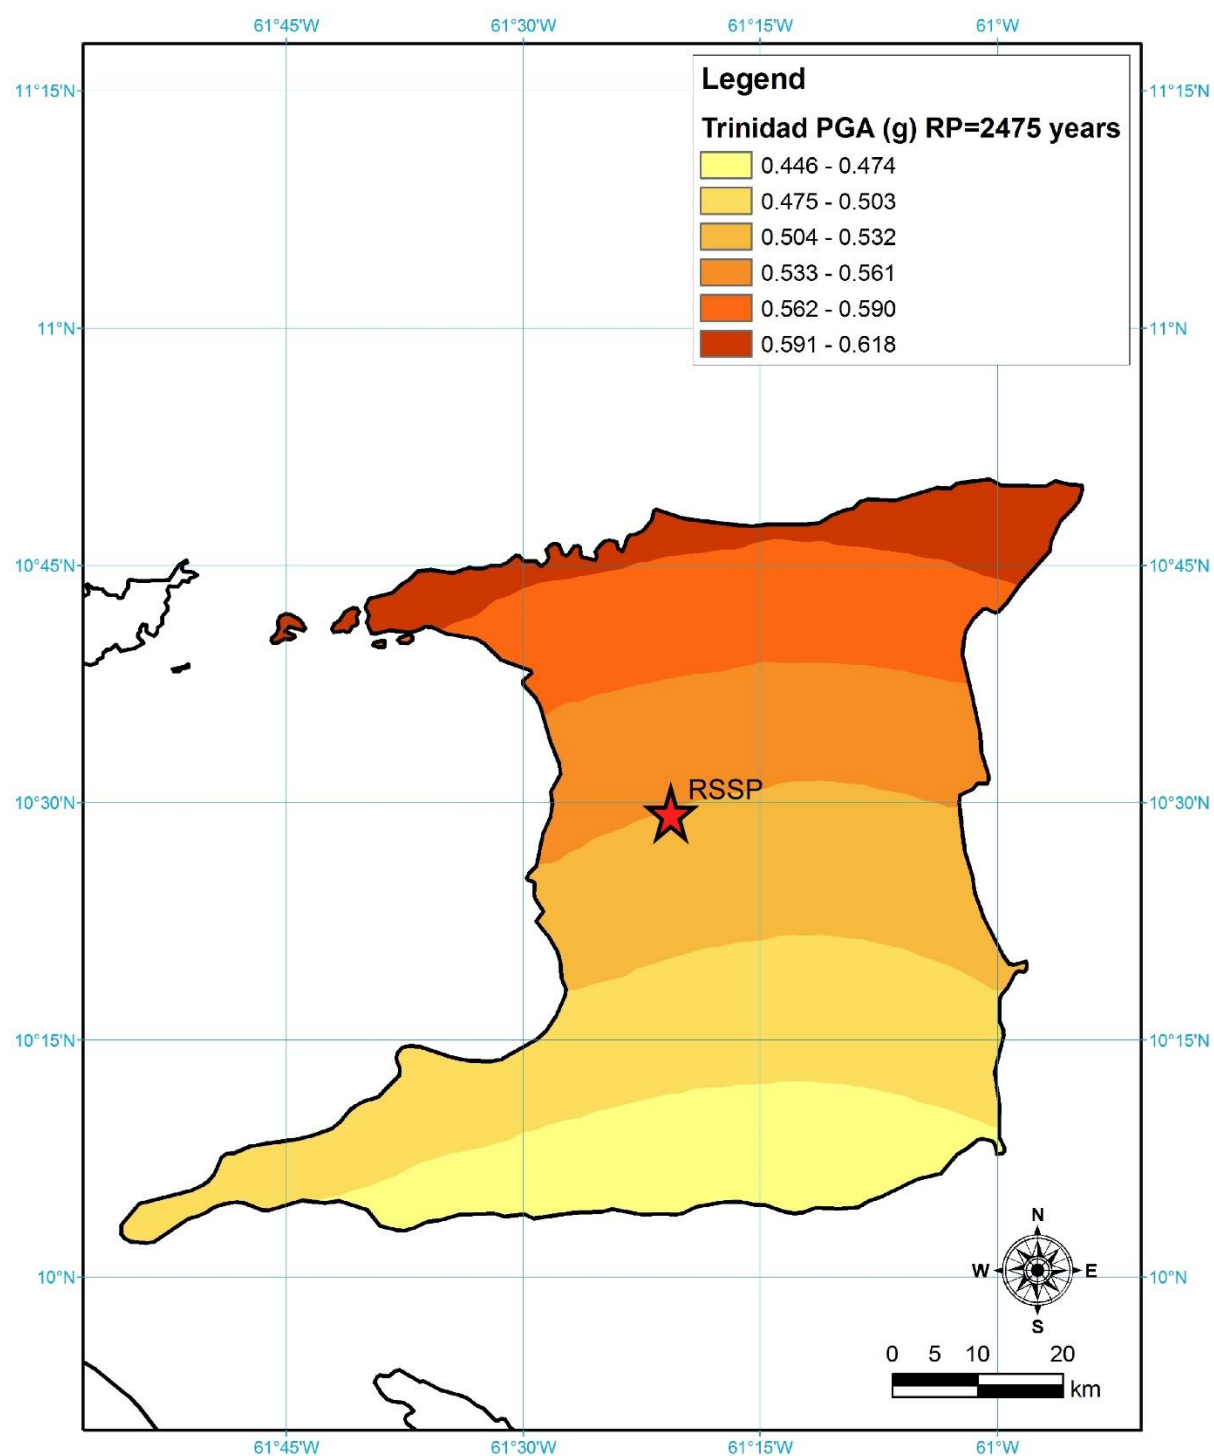 61°45'W 61°30'W 61°15'W 61°W
Legend
11°15'N 11°15'N
Trinidad PGA (g) RP=2475 years
0.446 - 0.474
0.475 - 0.503
0.504 - 0.532
0.533 - 0.561
0.562 - 0.590
0.591 - 0.618
11°N 11°N
10°45'N 10°45'N
RSSP
10°30'N 10°30'N
10°15'N 10°15'N
N
W E
S
10°N 10°N
0 5 10 20
km
61°45'W 61°30'W 61°15'W 61°W